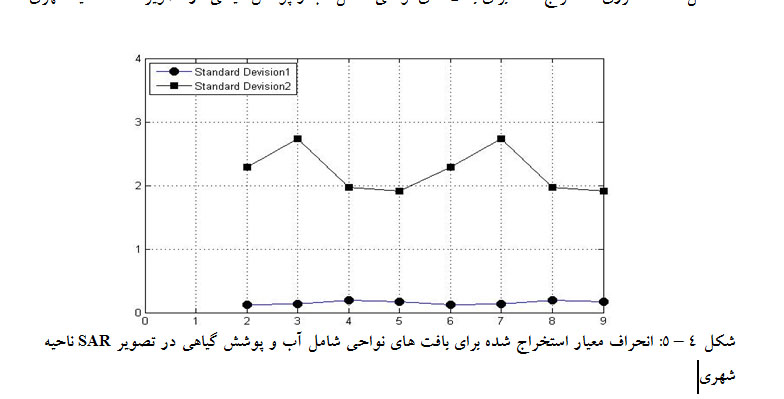 4
Standard Devision1
Standard Devision2
3
2
1
0
0 1 2 3 4 5 6 7 8 9
شکل ٤ – ٥: انحراف معیار استخراج شده برای بافت های نواحی شامل آب و پوشش گیاهی در تصویر SAR ناحیه
شهری